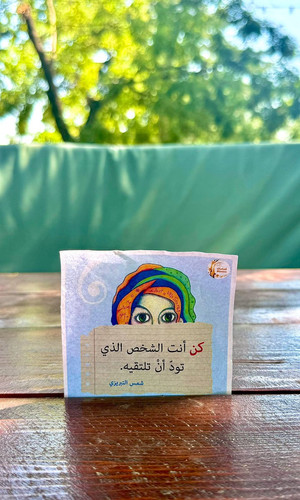 كن أنت الشخص الذي
تودّ أنْ تلتقيه.
شمس التبريزي